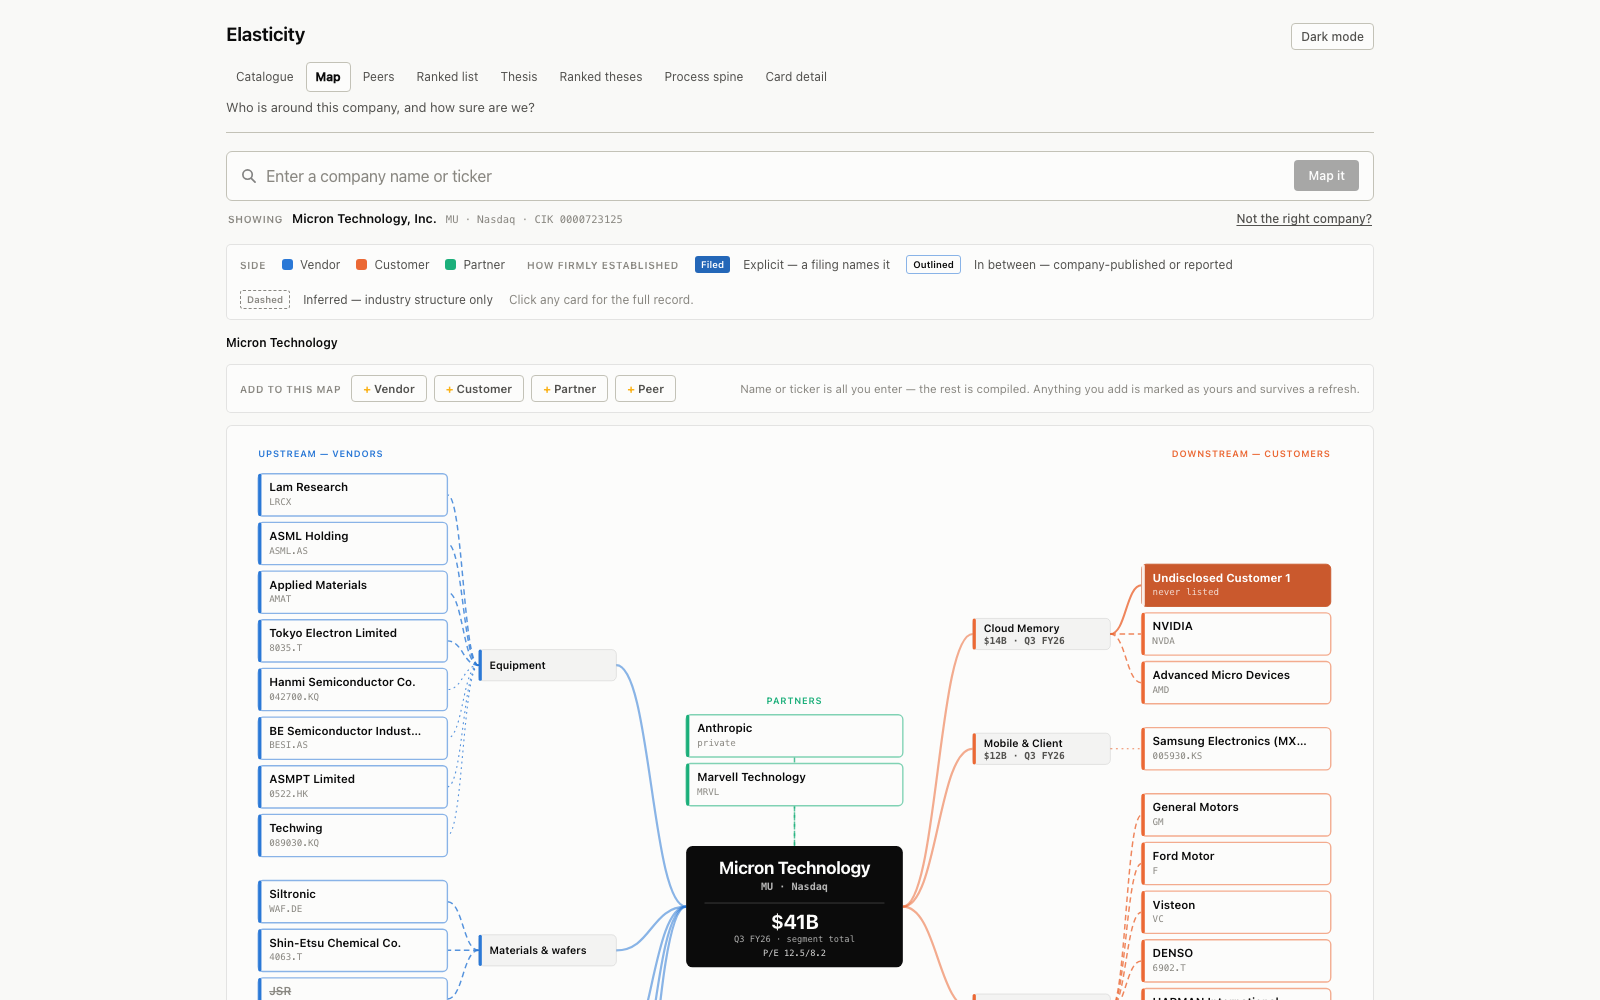 Elasticity
Dark mode
Catalogue
Map
Peers
Ranked list
Thesis
Ranked theses
Process spine
Card detail
Who is around this company, and how sure are we?
Enter a company name or ticker
Map it
SHOWING Micron Technology, Inc. MU · Nasdaq · CIK 0000723125
Not the right company?
SIDE Vendor Customer Partner HOW FIRMLY ESTABLISHED Filed Explicit — a filing names it Outlined In between — company-published or reported
Dashed Inferred — industry structure only Click any card for the full record.
Micron Technology
ADD TO THIS MAP + Vendor + Customer + Partner + Peer Name or ticker is all you enter — the rest is compiled. Anything you add is marked as yours and survives a refresh.
UPSTREAM — VENDORS
Lam Research
LRCX
ASML Holding
ASML.AS
Applied Materials
AMAT
Tokyo Electron Limited
8035.T
Hanmi Semiconductor Co.
042700.KQ
BE Semiconductor Indust...
BESI.AS
ASMPT Limited
0522.HK
Techwing
089030.KQ
Siltronic
WAF.DE
Shin-Etsu Chemical Co.
4063.T
JSR
Equipment
Materials & wafers
PARTNERS
Anthropic
private
Marvell Technology
MRVL
Micron Technology
MU · Nasdaq
$41B
Q3 FY26 · segment total
P/E 12.5/8.2
DOWNSTREAM — CUSTOMERS
Cloud Memory
$14B · Q3 FY26
Mobile & Client
$12B · Q3 FY26
Undisclosed Customer 1
never listed
NVIDIA
NVDA
Advanced Micro Devices
AMD
Samsung Electronics (MX...
005930.KS
General Motors
GM
Ford Motor
F
Visteon
VC
DENSO
6902.T
HARMAN International